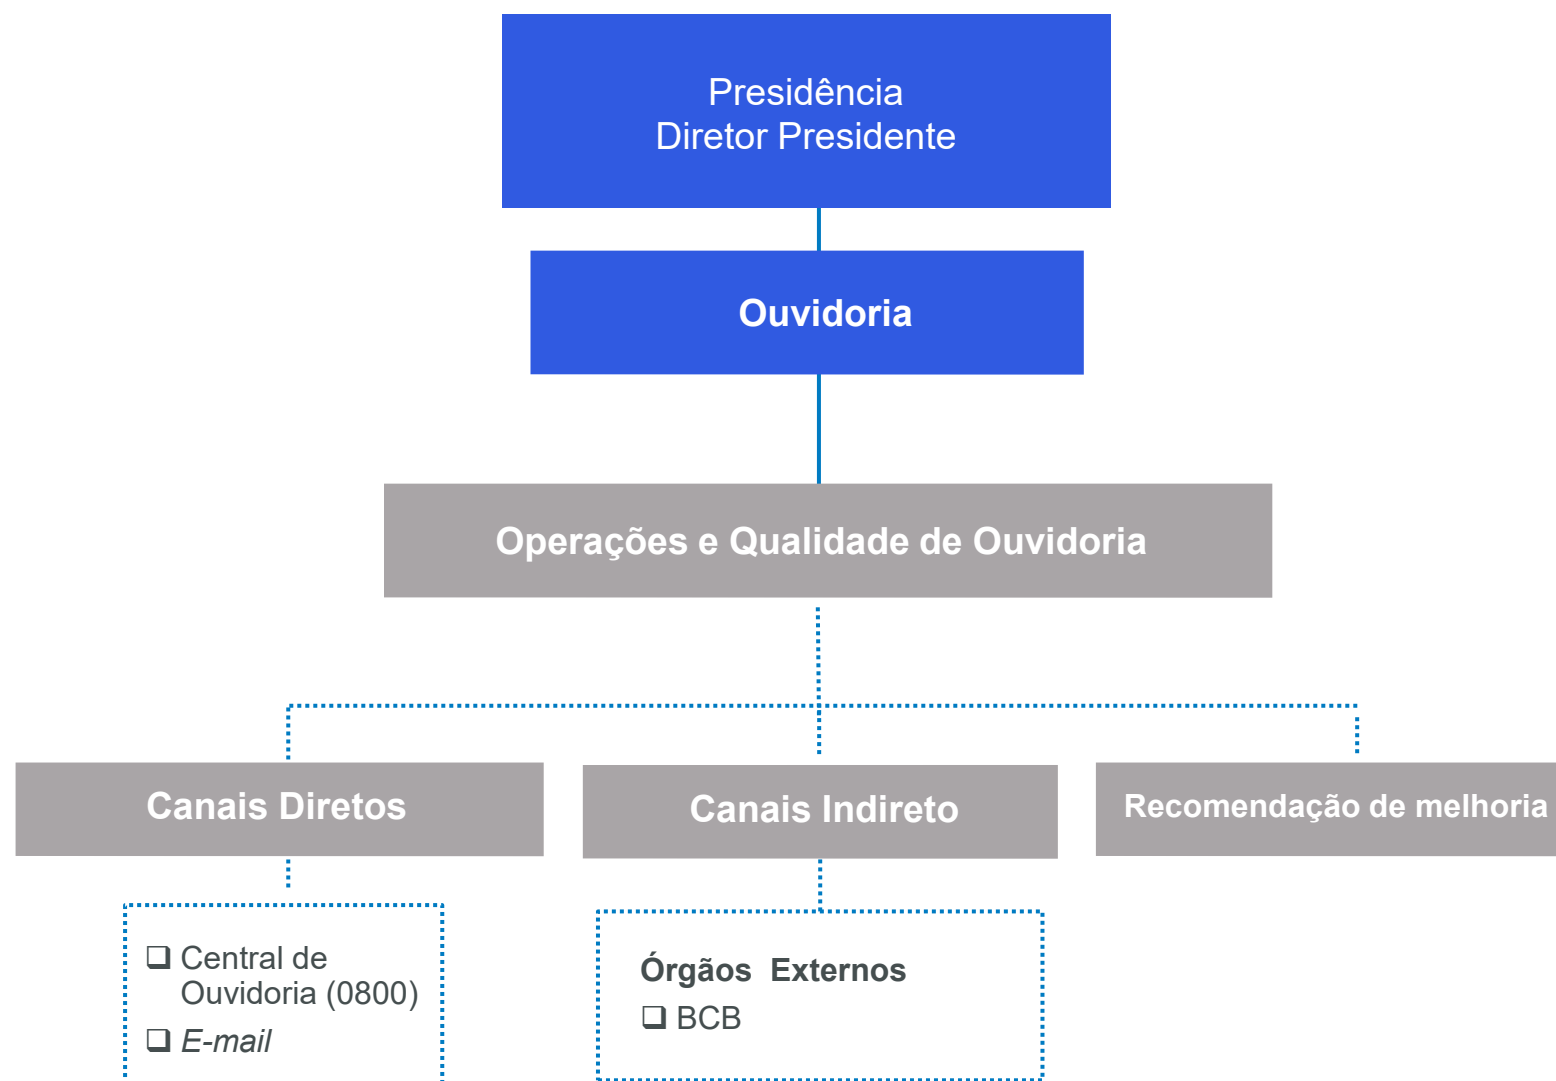 Presidência
Diretor Presidente
Ouvidoria
Operações e Qualidade de Ouvidoria
Canais Diretos
Canais Indireto
Recomendação de melhoria
❑ Central de
Ouvidoria (0800)
❑ E-mail
Órgãos Externos
❑ BCB